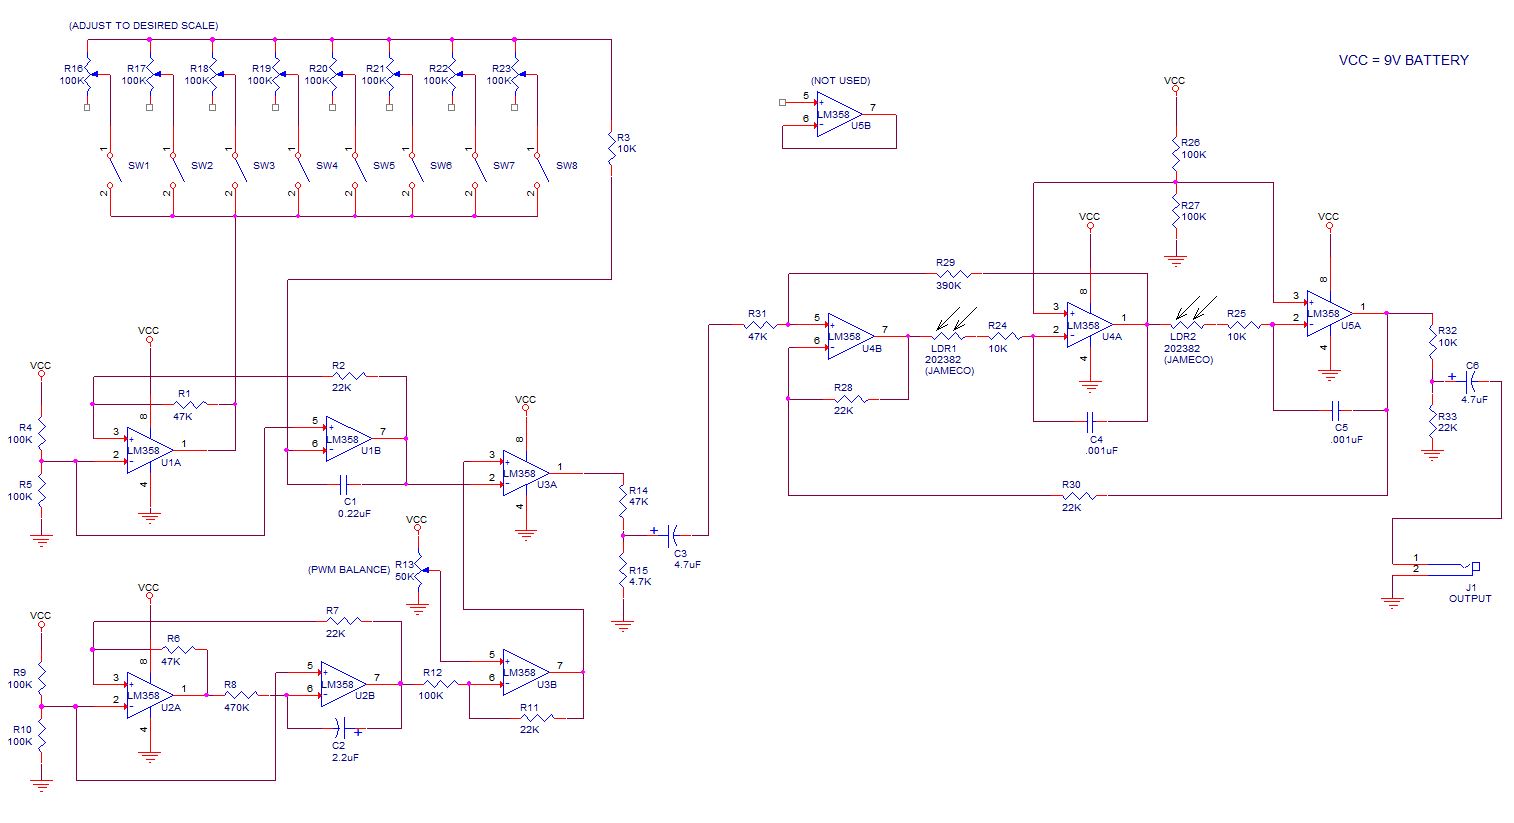 (ADJUST TO DESIRED SCALE)
R16
100K
R17
100K
R18
100K
R19
100K
R20
100K
R21
100K
R22
100K
R23
100K
1
1
1
1
1
1
1
1
SW1
SW2
SW3
SW4
SW5
SW6
SW7
SW8
2
2
2
2
2
2
2
2
R3
10K
(NOT USED)
5
+
6
-
7
LM358
U5B
VCC = 9V BATTERY
VCC
R26
100K
R27
100K
VCC
R4
100K
R5
100K
VCC
R2
22K
R1
47K
8
3
+
2
-
LM358
1
U1A
4
5
+
6
-
LM358
7
U1B
C1
0.22uF
VCC
8
3
+
2
-
LM358
1
U3A
4
R14
47K
R15
4.7K
+
C3
4.7uF
VCC
R13
50K
(PWM BALANCE)
VCC
R9
100K
R10
100K
VCC
R7
22K
R6
47K
8
3
+
2
-
LM358
1
U2A
4
R8
470K
5
+
6
-
LM358
7
U2B
C2
2.2uF
+
R12
100K
5
+
6
-
LM358
7
U3B
R11
22K
R31
47K
R29
390K
5
+
6
-
LM358
7
U4B
R28
22K
LDR1
202382
(JAMECO)
R24
10K
VCC
8
3
+
2
-
LM358
1
U4A
4
C4
.001uF
LDR2
202382
(JAMECO)
R25
10K
VCC
8
3
+
2
-
LM358
1
U5A
4
C5
.001uF
R30
22K
R32
10K
R33
22K
+
C6
4.7uF
1
2
J1
OUTPUT